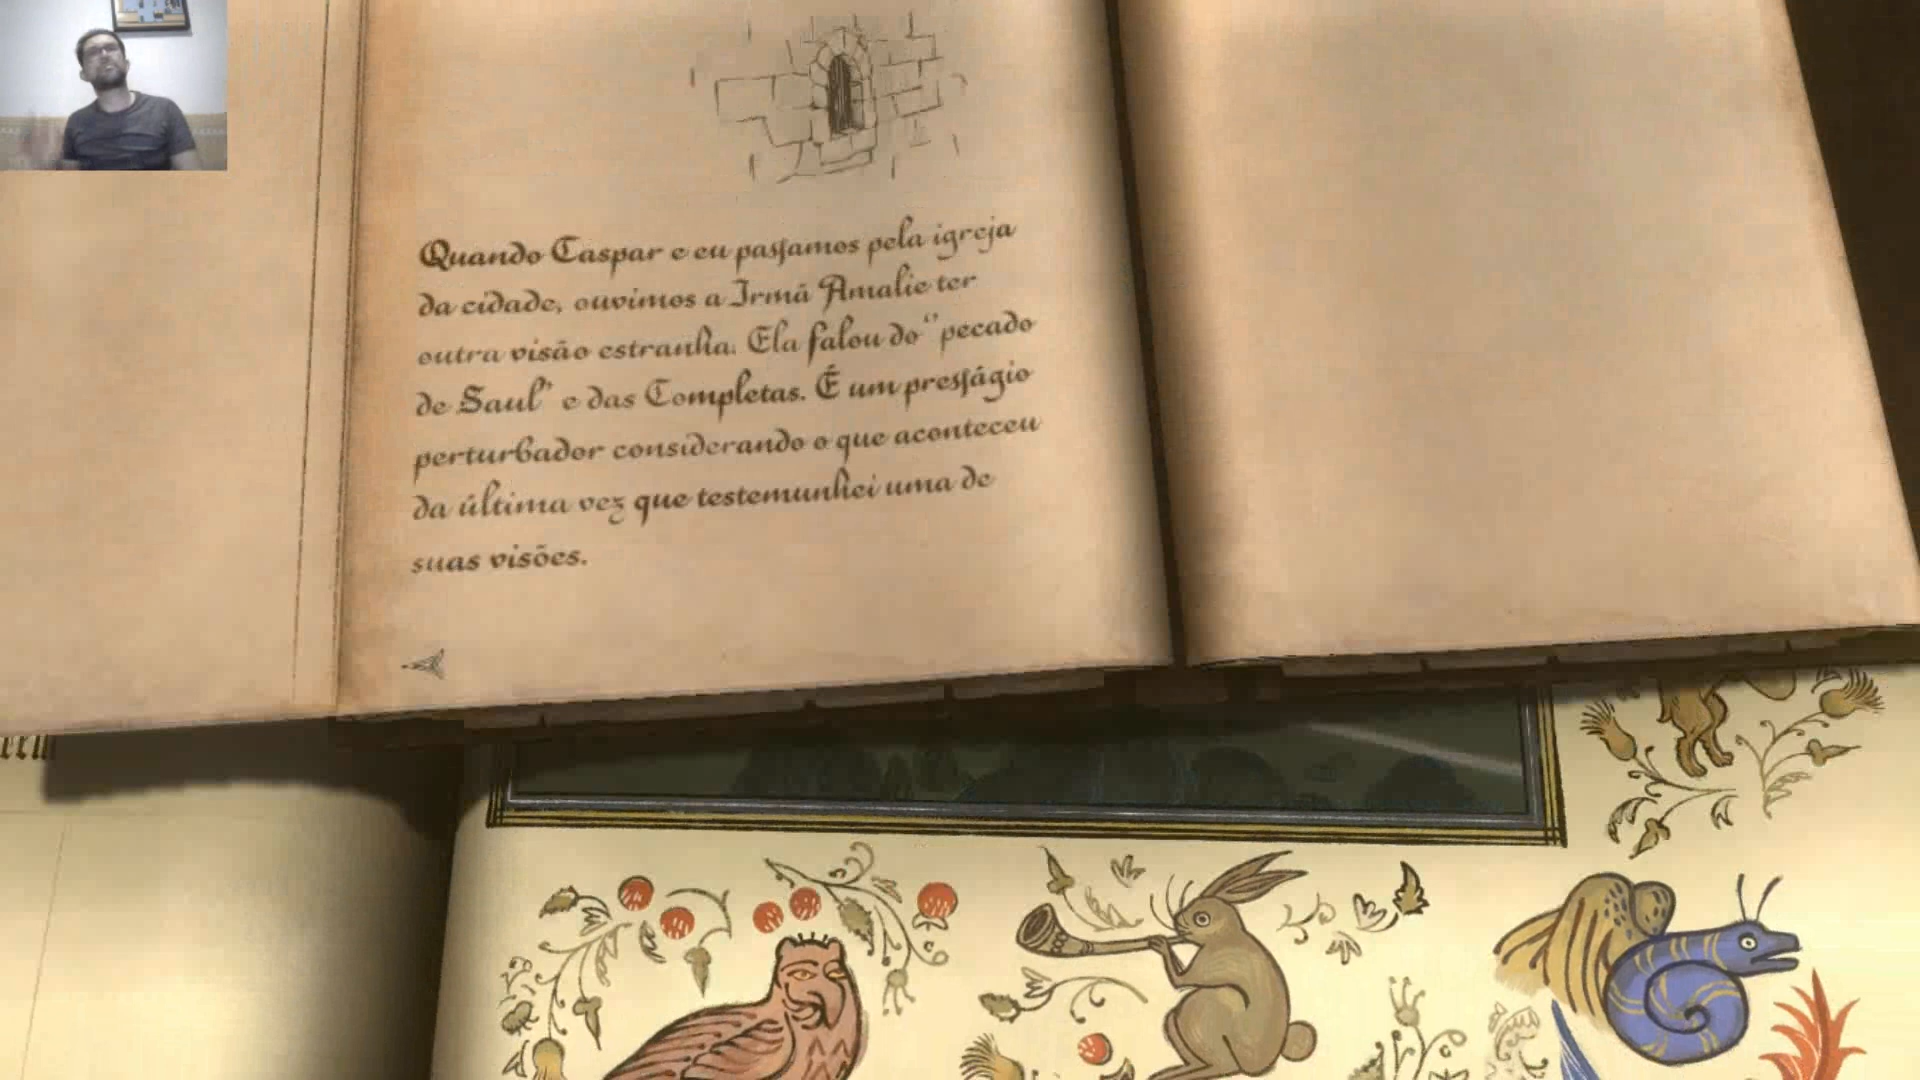 Quando Caspar e eu passamos pela igreja
da cidade, ouvimos a Irmã Amalie ter
outra visão estranha. Ela falou do "pecado
de Saul" e das Completas. É um presságio
perturbador considerando o que aconteceu
da última vez que testemunhei uma de
suas visões.